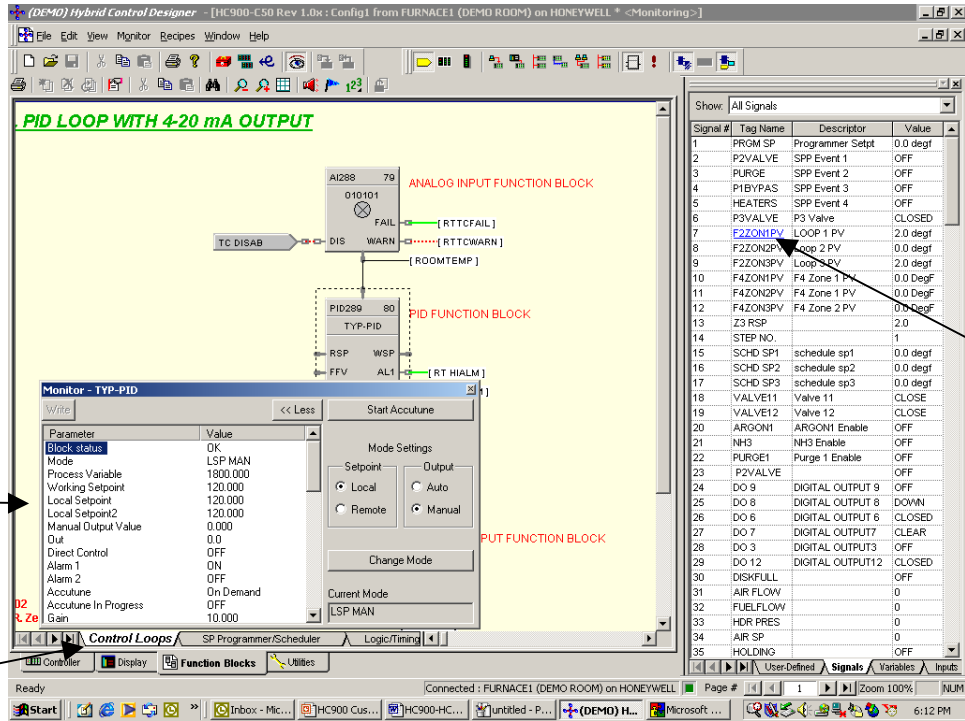 (DEMO) Hybrid Control Designer - [HC900-C50 Rev 1.0x : Config1 from FURNACE1 (DEMO ROOM) on HONEYWELL * <Monitoring>]
File Edit View Monitor Recipes Window Help
. PID LOOP WITH 4-20 mA OUTPUT
AI288 79
010101
ANALOG INPUT FUNCTION BLOCK
FAIL [ RTTCFAIL ]
TC DISAB DIS WARN [ RTTCWARN ]
[ ROOMTEMP ]
PID289 80
TYP-PID
PID FUNCTION BLOCK
RSP WSP
FFV AL1 [ RT HIALM ]
PUT FUNCTION BLOCK
02
R. Ze
Monitor - TYP-PID
Write << Less Start Accutune
Parameter Value
Block status OK
Mode LSP MAN
Process Variable 1800.000
Working Setpoint 120.000
Local Setpoint 120.000
Local Setpoint2 120.000
Manual Output Value 0.000
Out 0.0
Direct Control OFF
Alarm 1 ON
Alarm 2 OFF
Accutune On Demand
Accutune In Progress OFF
Gain 10.000
Mode Settings
Setpoint Output
Local Auto
Remote Manual
Change Mode
Current Mode
LSP MAN
Control Loops SP Programmer/Scheduler Logic/Timing
Controller Display Function Blocks Utilities
Show: All Signals
Signal # Tag Name Descriptor Value
1 PRGM SP Programmer Setpt 0.0 degf
2 P2VALVE SPP Event 1 OFF
3 PURGE SPP Event 2 OFF
4 P1BYPAS SPP Event 3 OFF
5 HEATERS SPP Event 4 OFF
6 P3VALVE P3 Valve CLOSED
7 F2ZON1PV LOOP 1 PV 2.0 degf
8 F2ZON2PV Loop 2 PV 0.0 degf
9 F2ZON3PV Loop 3 PV 2.0 degf
10 F4ZON1PV F4 Zone 1 PV 0.0 DegF
11 F4ZON2PV F4 Zone 1 PV 0.0 DegF
12 F4ZON3PV F4 Zone 2 PV 0.0 DegF
13 Z3 RSP 2.0
14 STEP NO. 1
15 SCHD SP1 schedule sp1 0.0 degf
16 SCHD SP2 schedule sp2 0.0 degf
17 SCHD SP3 schedule sp3 0.0 degf
18 VALVE11 Valve 11 CLOSE
19 VALVE12 Valve 12 CLOSE
20 ARGON1 ARGON1 Enable OFF
21 NH3 NH3 Enable OFF
22 PURGE1 Purge 1 Enable OFF
23 P2VALVE OFF
24 DO 9 DIGITAL OUTPUT 9 OFF
25 DO 8 DIGITAL OUTPUT 8 DOWN
26 DO 6 DIGITAL OUTPUT 6 CLOSED
27 DO 7 DIGITAL OUTPUT7 CLEAR
28 DO 3 DIGITAL OUTPUT3 OFF
29 DO 12 DIGITAL OUTPUT12 CLOSED
30 DISKFULL OFF
31 AIR FLOW 0
32 FUELFLOW 0
33 HDR PRES 0
34 AIR SP 0
35 HOLDING OFF
User-Defined Signals Variables Inputs
Ready Connected : FURNACE1 (DEMO ROOM) on HONEYWELL Page # 1 Zoom 100% NUM
Start Inbox - Mic... HC900 Cus... HC900-HC... untitled - P... (DEMO) H... Microsoft ... 6:12 PM